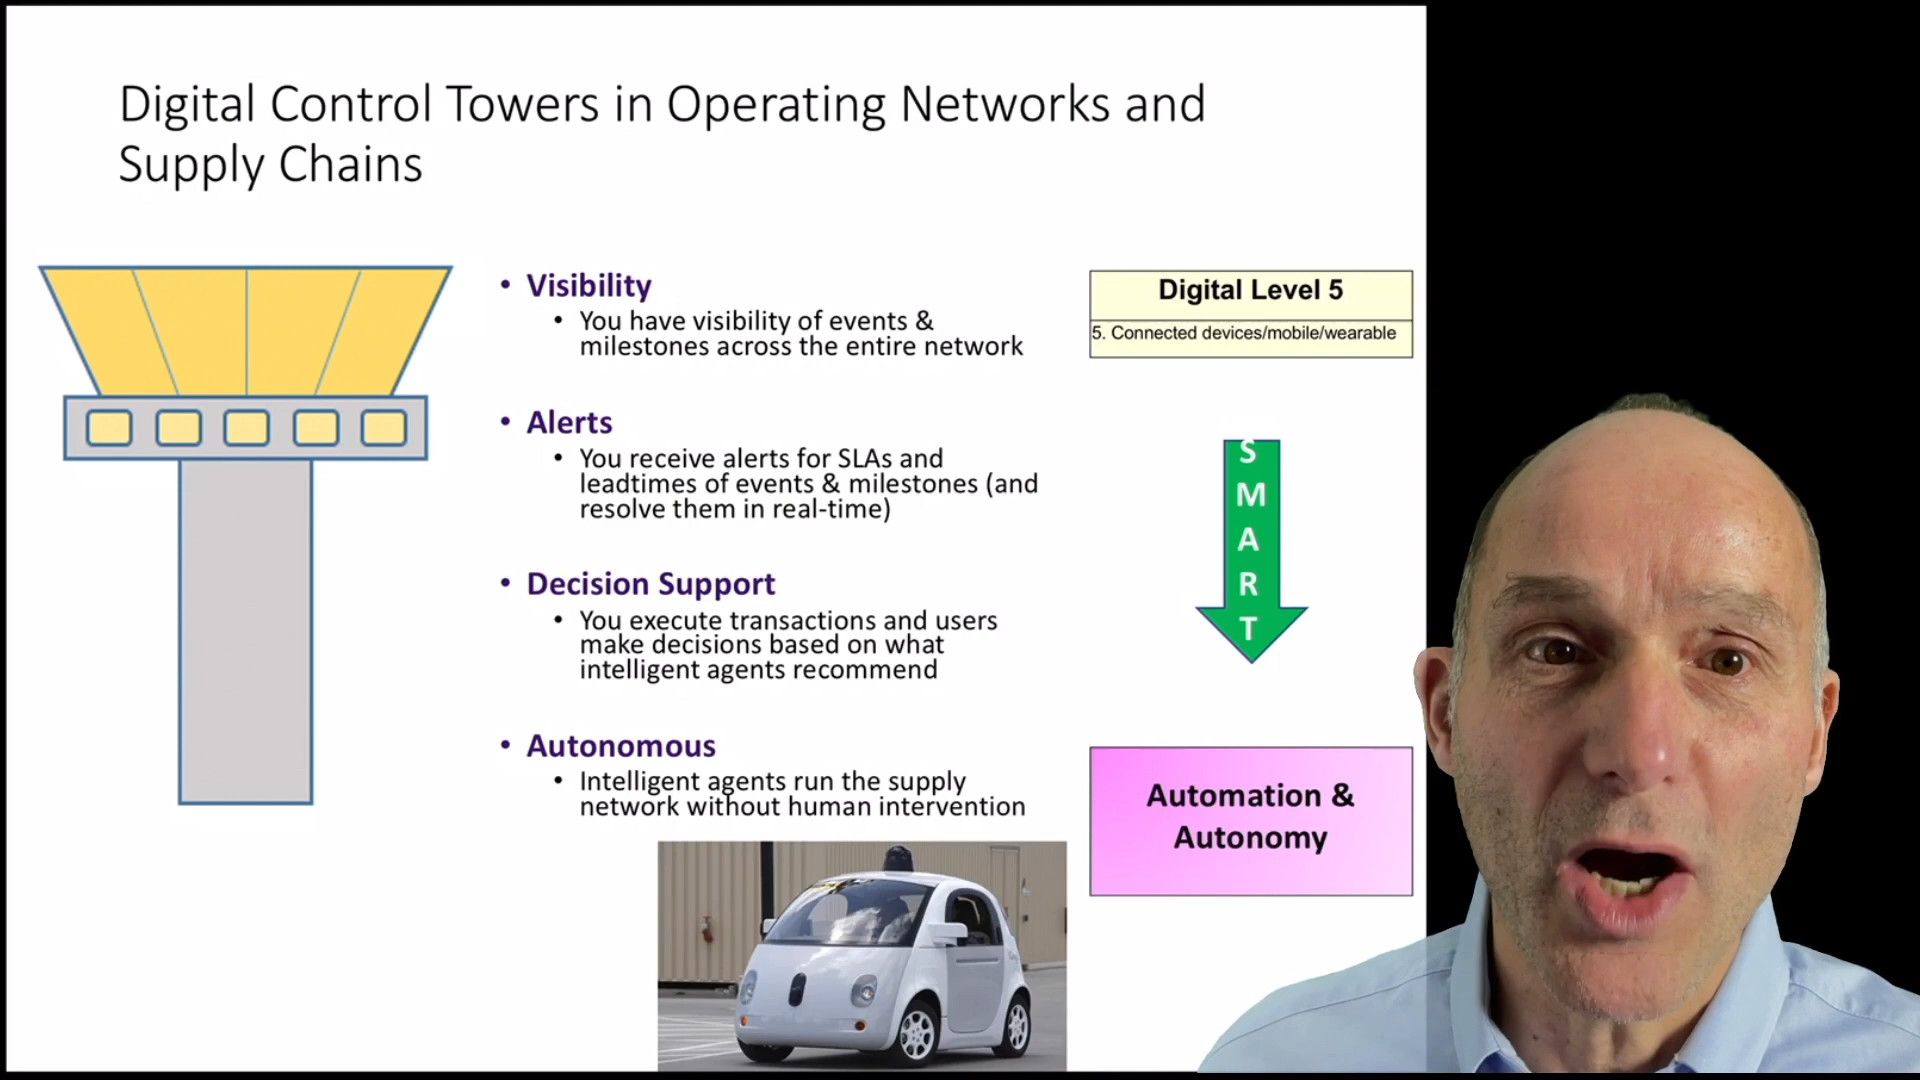 Digital Control Towers in Operating Networks and
Supply Chains
• Visibility
• You have visibility of events &
milestones across the entire network
• Alerts
• You receive alerts for SLAs and
leadtimes of events & milestones (and
resolve them in real-time)
• Decision Support
• You execute transactions and users
make decisions based on what
intelligent agents recommend
• Autonomous
• Intelligent agents run the supply
network without human intervention
Digital Level 5
5. Connected devices/mobile/wearable
S
M
A
R
T
Automation &
Autonomy